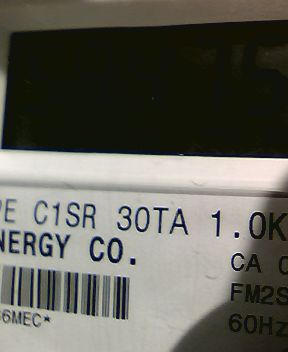 PE C1SR 30TA 1.0K
NERGY CO.
CA 0
FM2S
6MEC*
60Hz